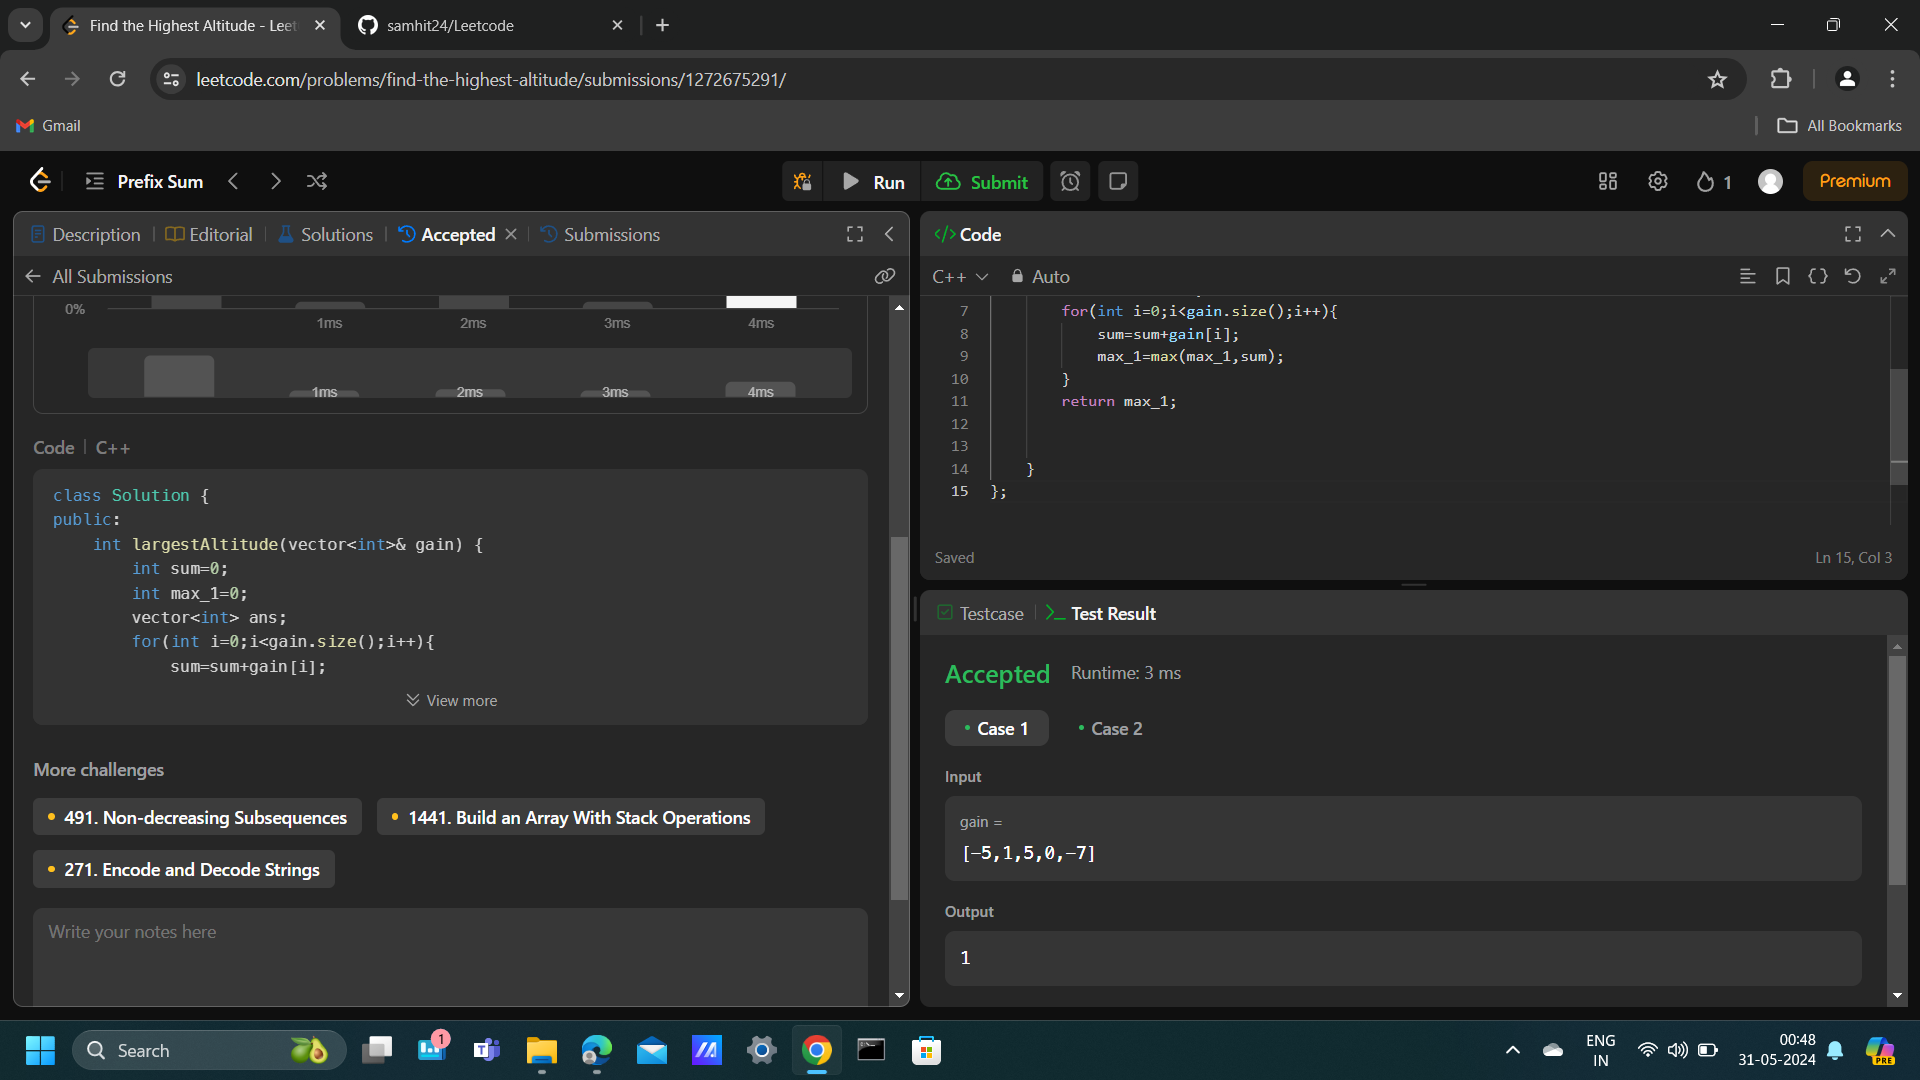 Find the Highest Altitude - Leet
samhit24/Leetcode
leetcode.com/problems/find-the-highest-altitude/submissions/1272675291/
Gmail
All Bookmarks
Prefix Sum
Run
Submit
1
Premium
Description
Editorial
Solutions
Accepted
Submissions
All Submissions
0%
1ms
2ms
3ms
4ms
1ms
2ms
3ms
4ms
Code
C++
class Solution {
public:
int largestAltitude(vector<int>& gain) {
int sum=0;
int max_1=0;
vector<int> ans;
for(int i=0;i<gain.size();i++){
sum=sum+gain[i];
View more
More challenges
491. Non-decreasing Subsequences
1441. Build an Array With Stack Operations
271. Encode and Decode Strings
Write your notes here
</> Code
C++
Auto
7 for(int i=0;i<gain.size();i++){
8 sum=sum+gain[i];
9 max_1=max(max_1,sum);
10 }
11 return max_1;
12
13
14 }
15 };
Saved
Ln 15, Col 3
Testcase
Test Result
Accepted
Runtime: 3 ms
Case 1
Case 2
Input
gain =
[-5,1,5,0,-7]
Output
1
Search
1
ENG
IN
00:48
31-05-2024
PRE